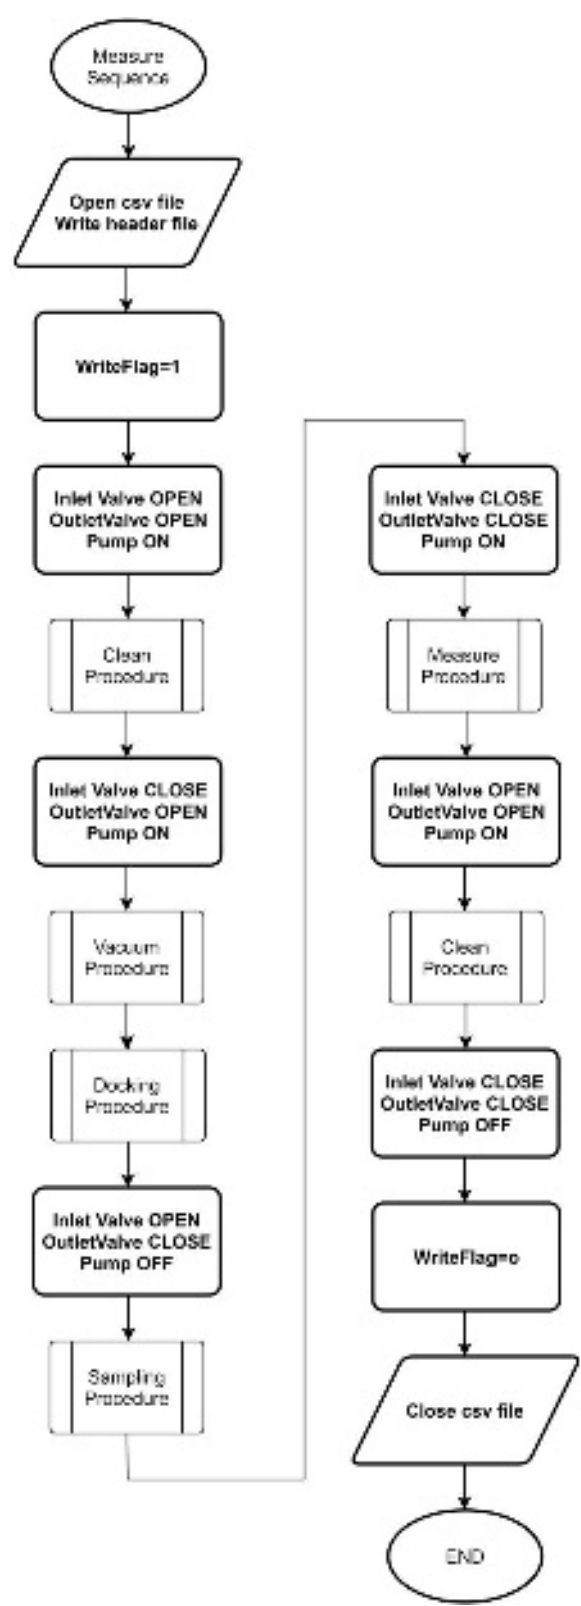 Measure
Sequence
Open csv file
Write header file
WriteFlag=1
Inlet Valve OPEN
OutletValve OPEN
Pump ON
Clean
Procedure
Inlet Valve CLOSE
OutletValve OPEN
Pump ON
Vacuum
Procedure
Docking
Procedure
Inlet Valve OPEN
OutletValve CLOSE
Pump OFF
Sampling
Procedure
Inlet Valve CLOSE
OutletValve CLOSE
Pump ON
Measure
Procedure
Inlet Valve OPEN
OutletValve OPEN
Pump ON
Clean
Procedure
Inlet Valve CLOSE
OutletValve CLOSE
Pump OFF
WriteFlag=o
Close csv file
END